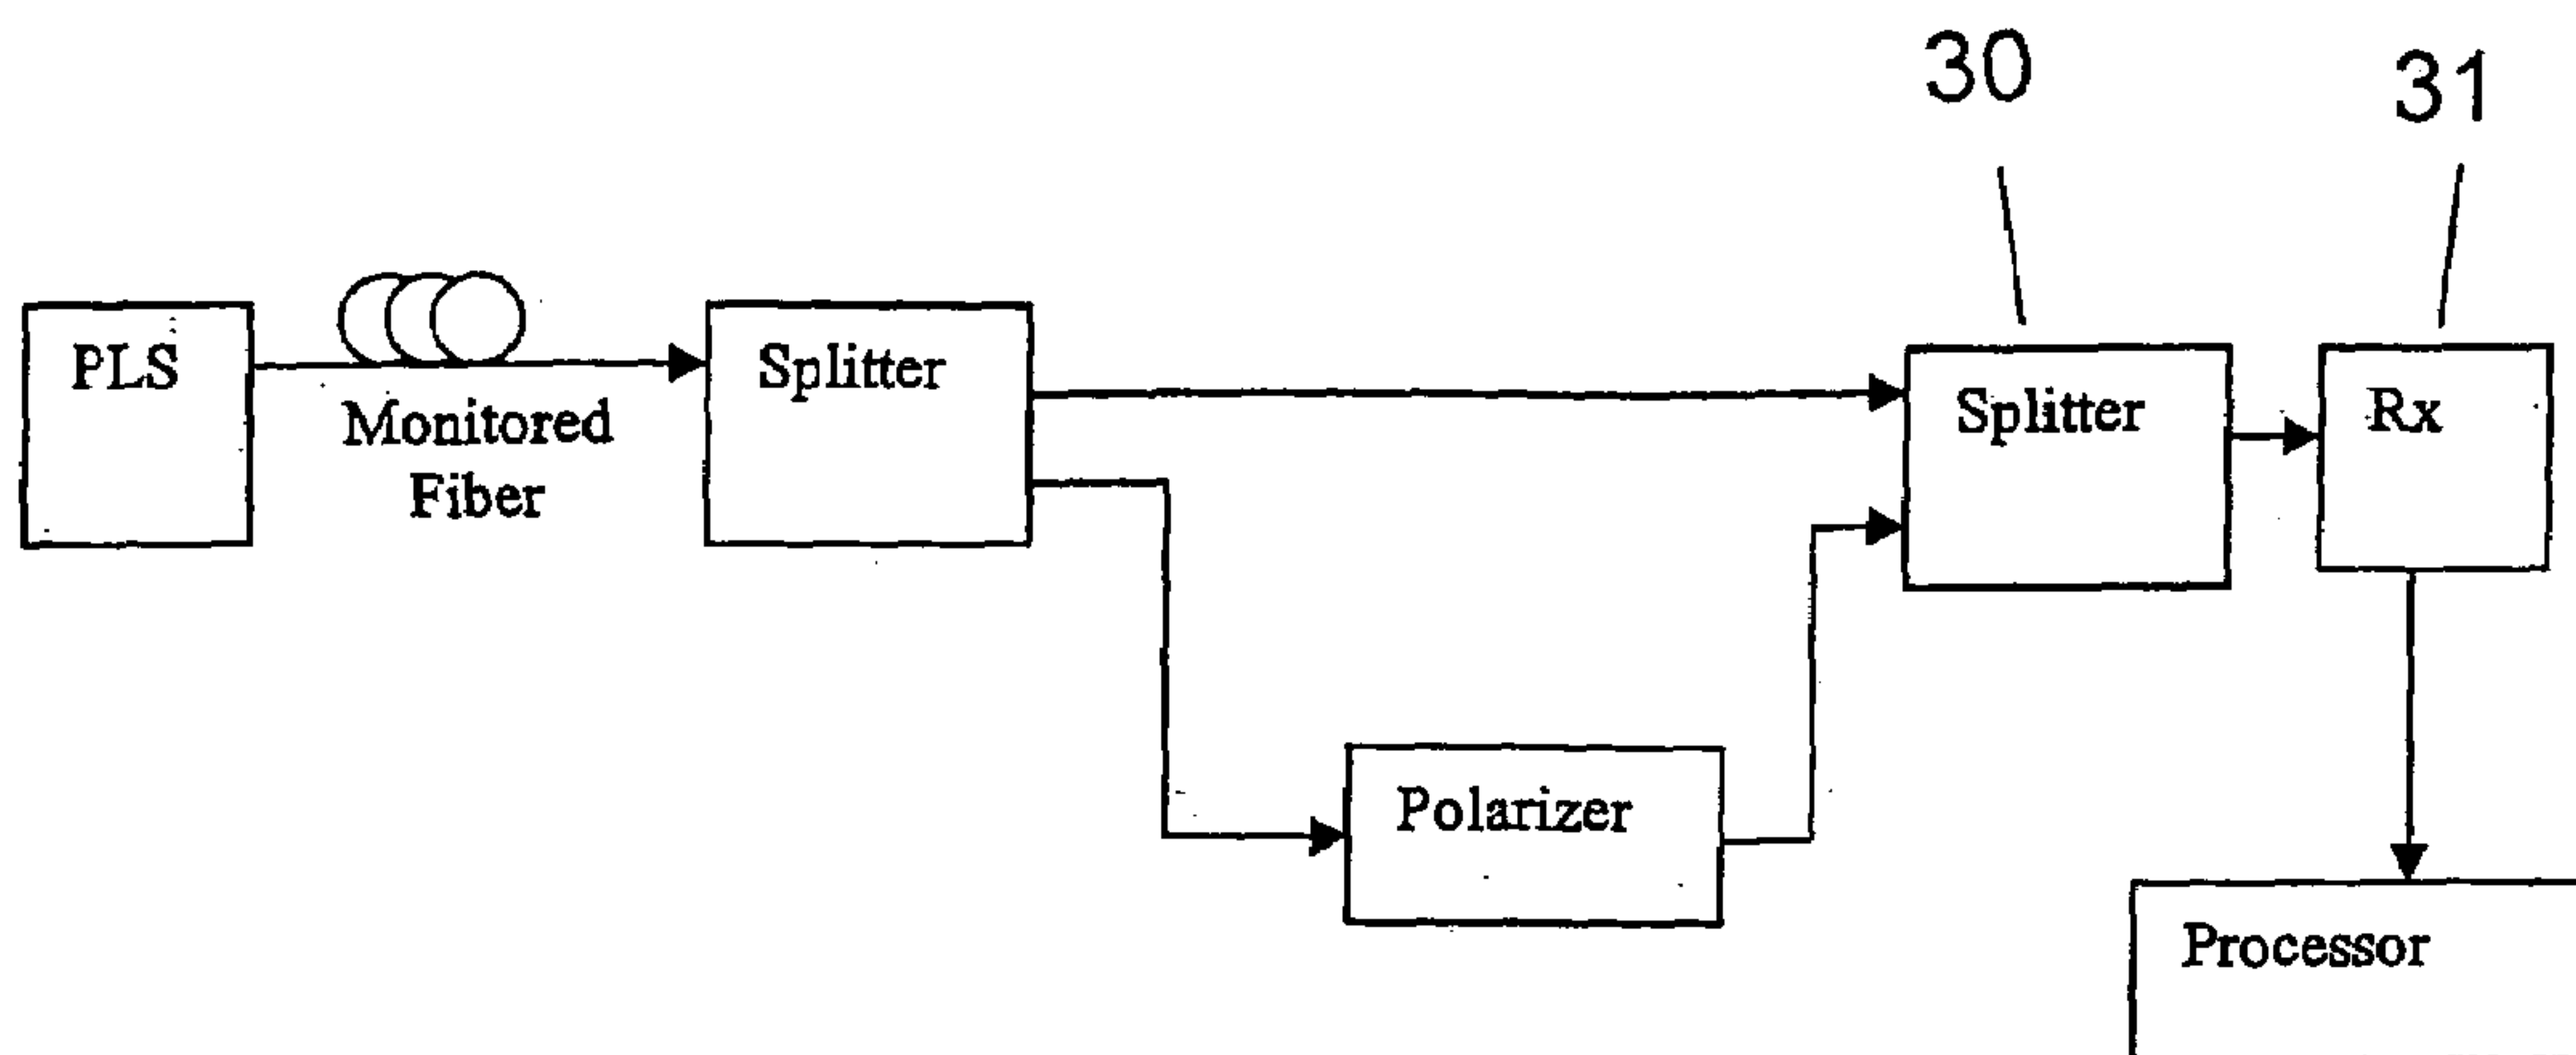 30
31
PLS
Monitored
Fiber
Splitter
Splitter
Rx
Polarizer
Processor